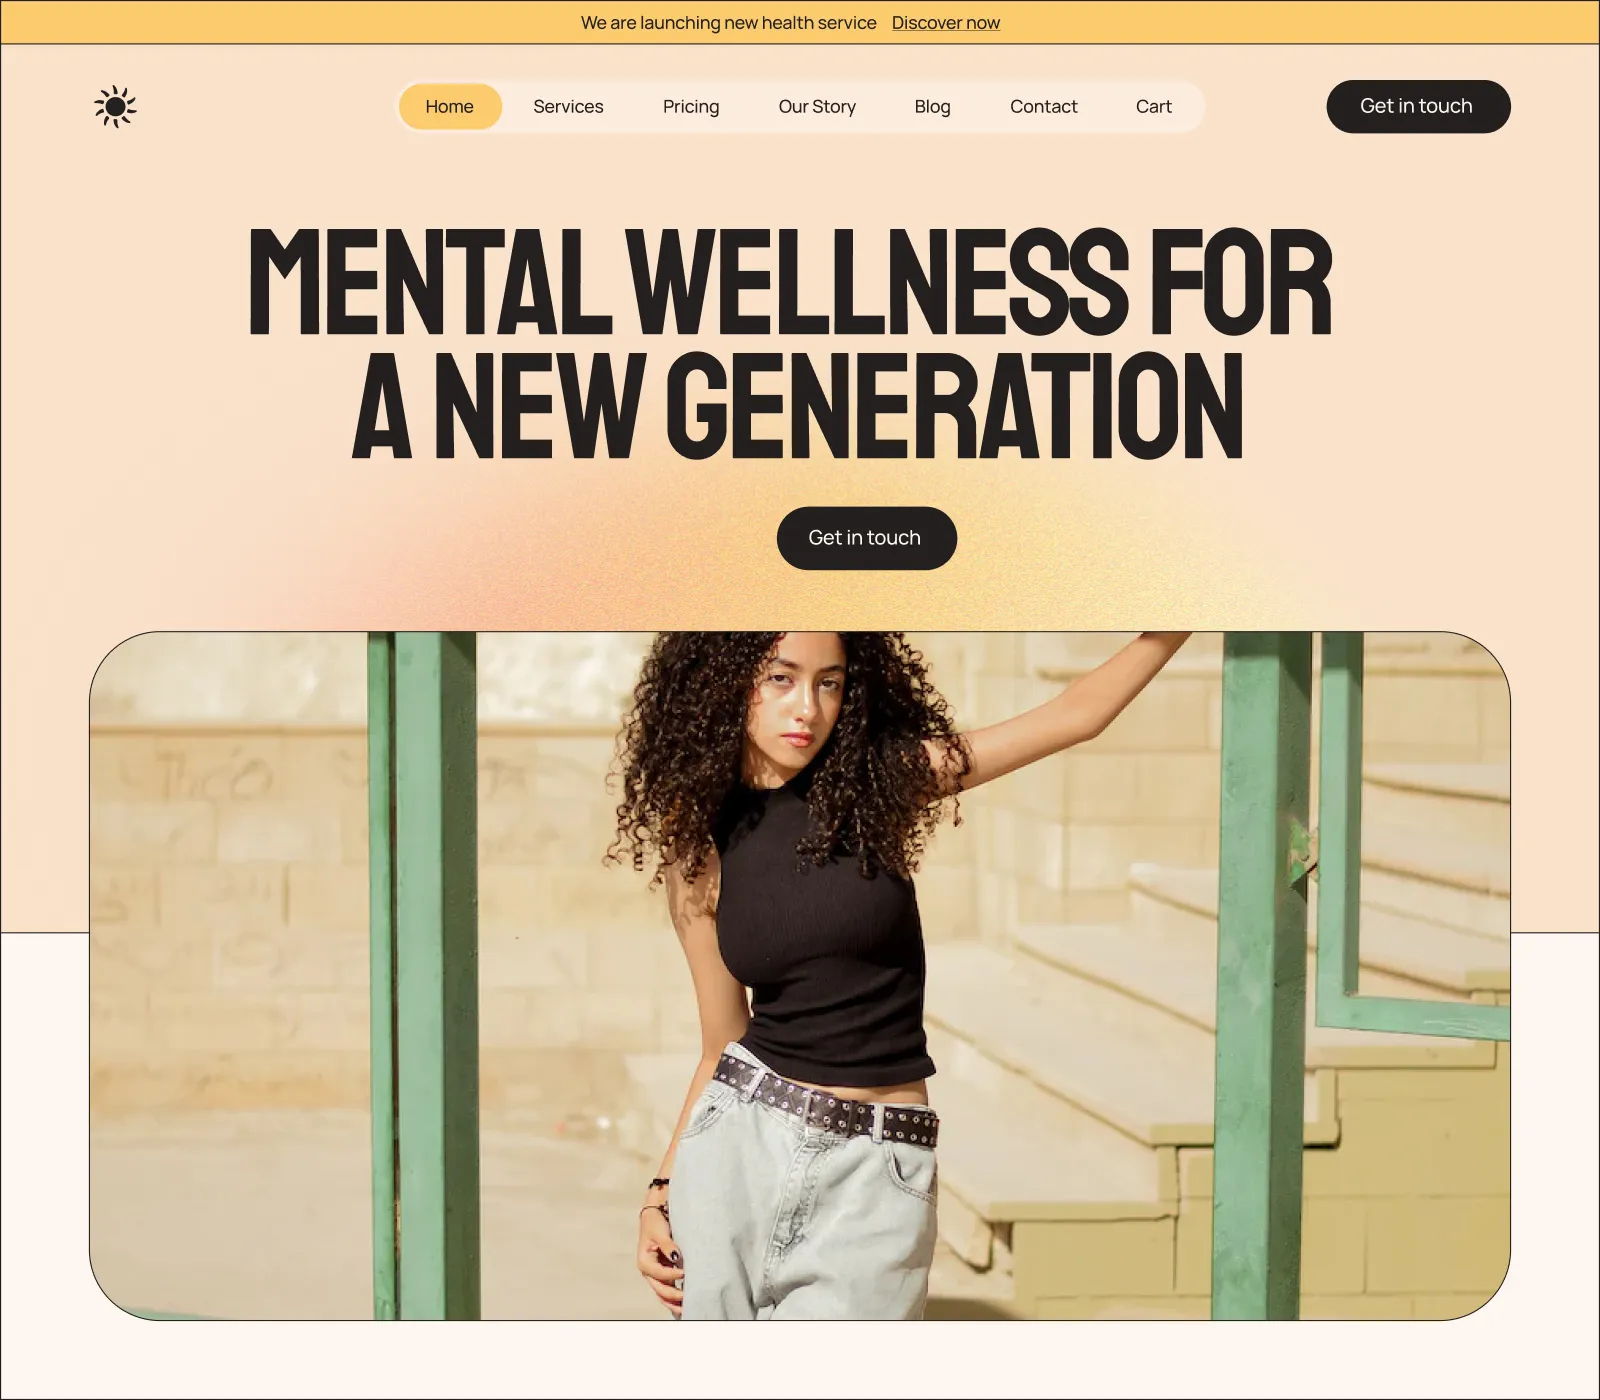 We are launching new health service Discover now
Home Services Pricing Our Story Blog Contact Cart
Get in touch
MENTAL WELLNESS FOR
A NEW GENERATION
Get in touch